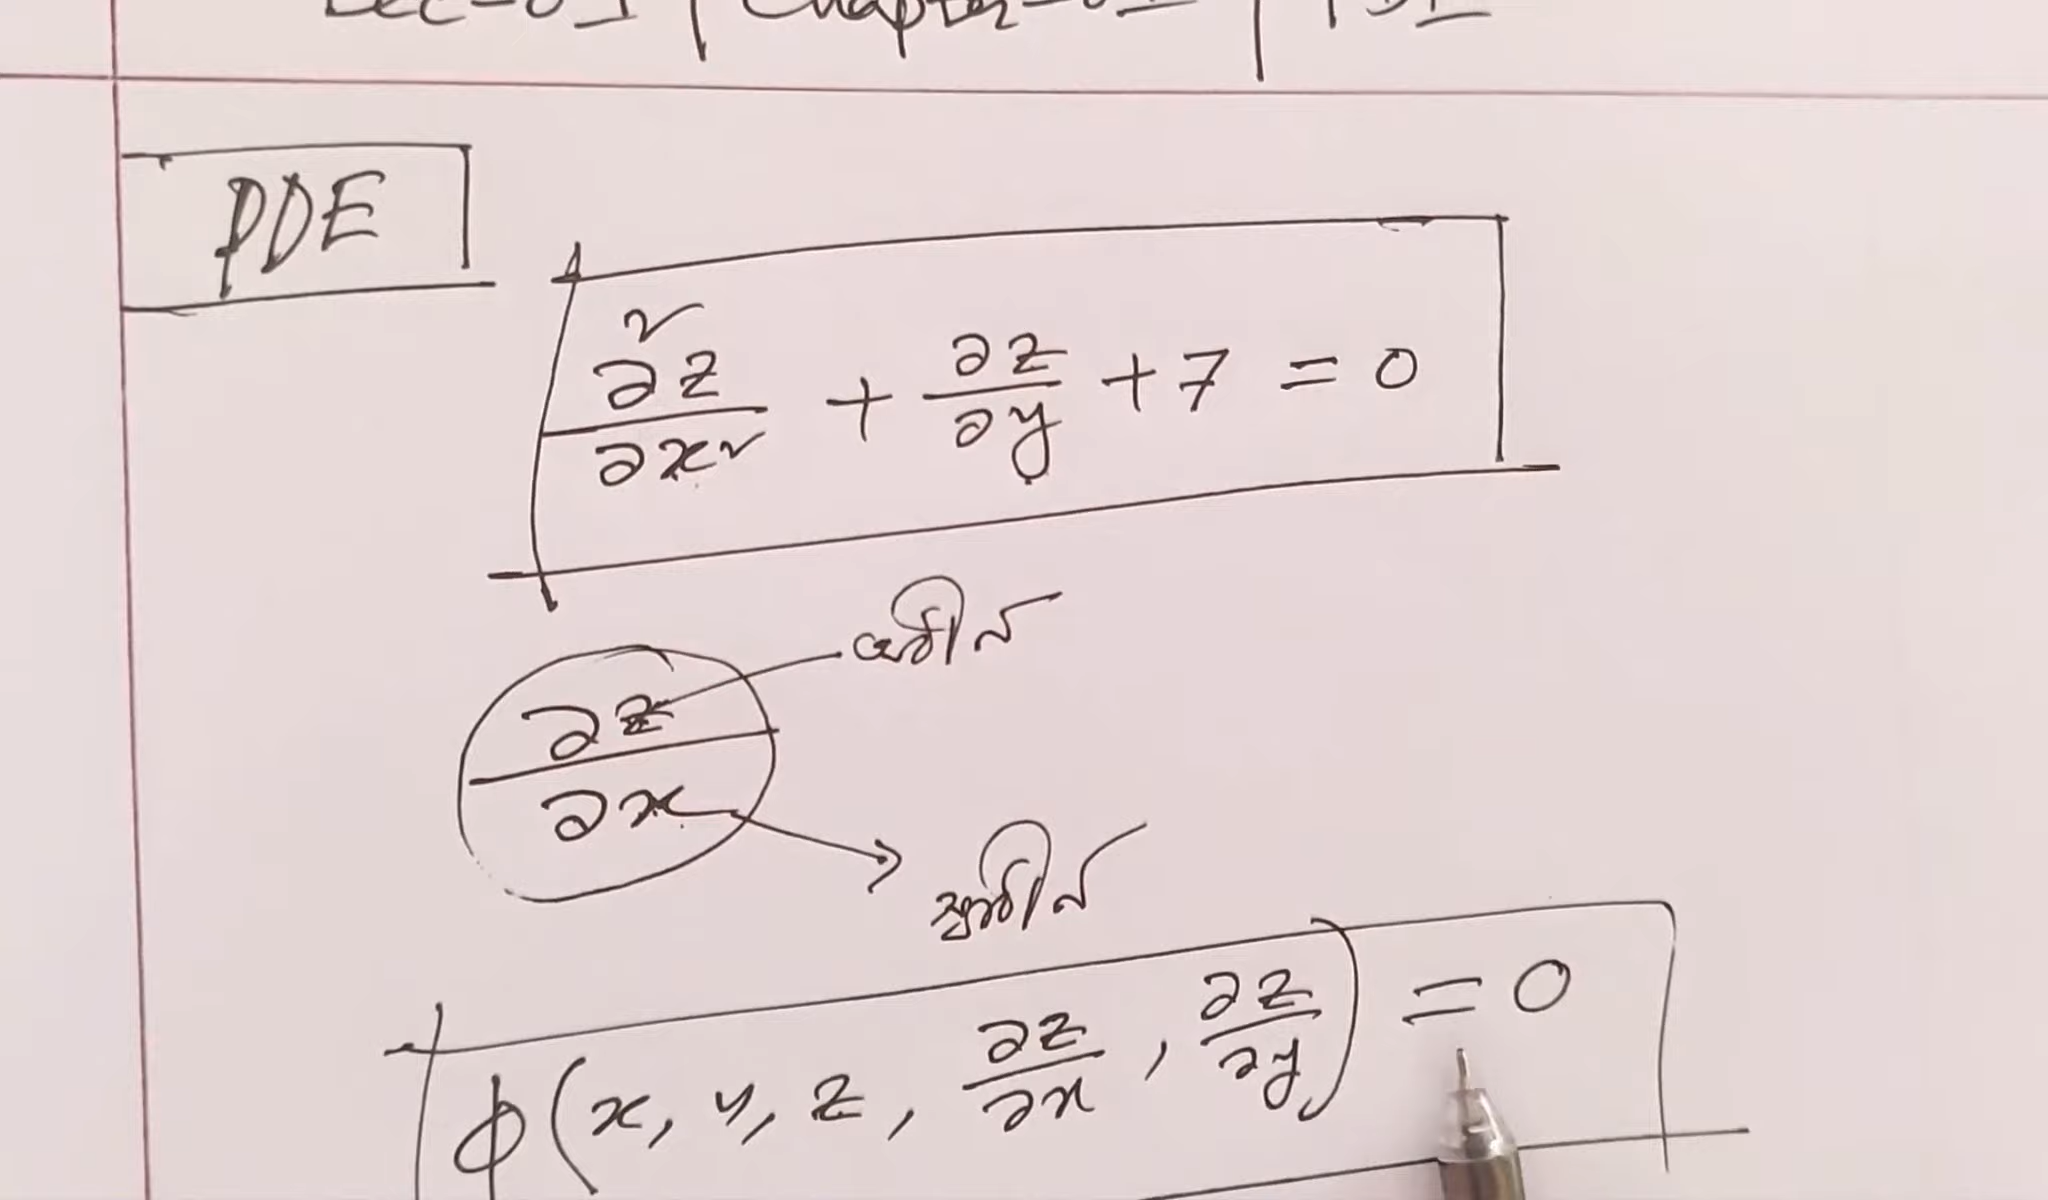 PDE
∂²z/∂x² + ∂z/∂y + 7 = 0
∂z/∂x
অধীন
স্বাধীন
ϕ(x, y, z, ∂z/∂x, ∂z/∂y) = 0